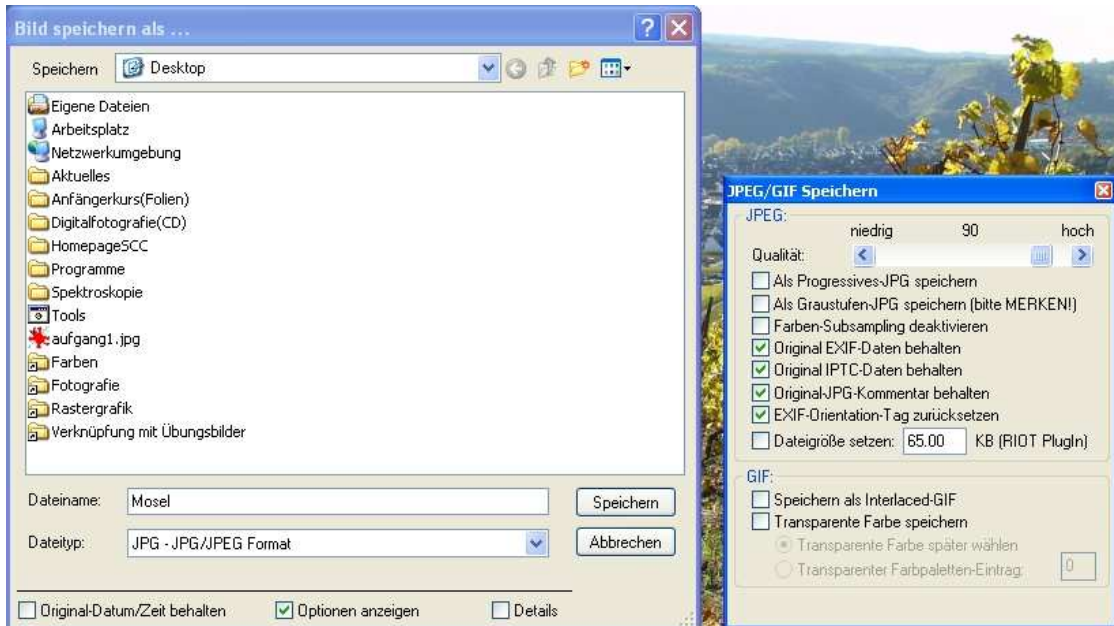 Bild speichern als ...
Speichern
Desktop
Eigene Dateien
Arbeitsplatz
Netzwerkumgebung
Aktuelles
Anfängerkurs(Folien)
Digitalfotografie(CD)
HomepageSCC
Programme
Spektroskopie
Tools
aufgang1.jpg
Farben
Fotografie
Rastergrafik
Verknüpfung mit Übungsbilder
Dateiname:
Mosel
Speichern
Dateityp:
JPG - JPG/JPEG Format
Abbrechen
Original-Datum/Zeit behalten
Optionen anzeigen
Details
JPEG/GIF Speichern
JPEG:
niedrig 90 hoch
Qualität:
Als Progressives-JPG speichern
Als Graustufen-JPG speichern (bitte MERKEN!)
Farben-Subsampling deaktivieren
Original EXIF-Daten behalten
Original IPTC-Daten behalten
Original-JPG-Kommentar behalten
EXIF-Orientation-Tag zurücksetzen
Dateigröße setzen: 65.00 KB (RIOT PlugIn)
GIF:
Speichern als Interlaced-GIF
Transparente Farbe speichern
Transparente Farbe später wählen
Transparenter Farbpaletten-Eintrag: 0